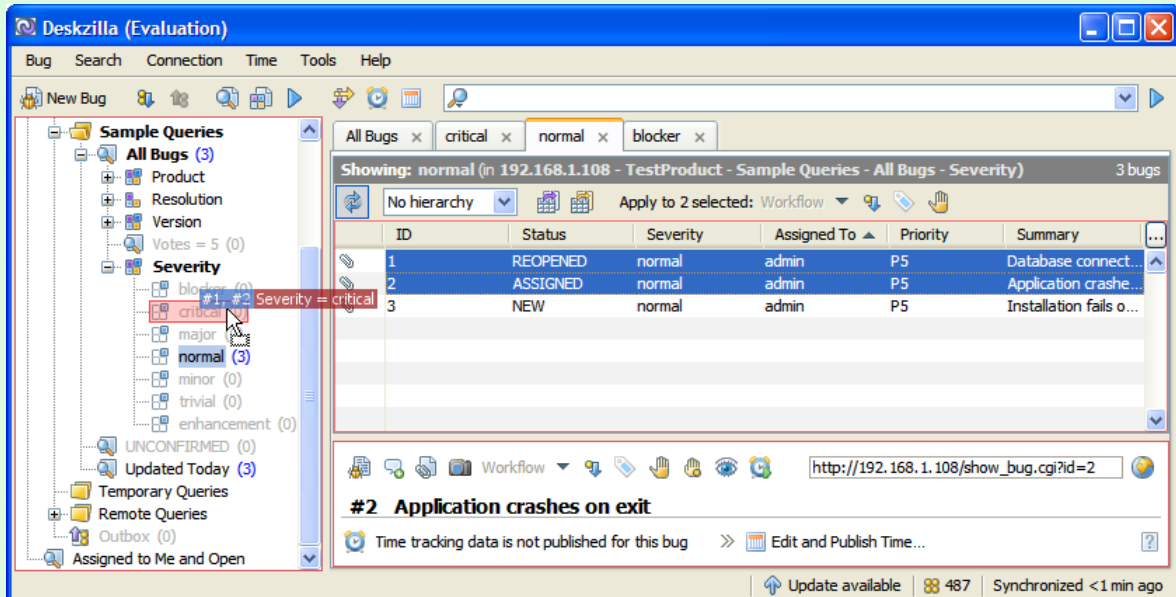 Deskzilla (Evaluation)
Bug Search Connection Time Tools Help
New Bug
Sample Queries
All Bugs (3)
Product
Resolution
Version
Votes = 5 (0)
Severity
blocker (0)
#1, #2 Severity = critical
critical (0)
major (0)
normal (3)
minor (0)
trivial (0)
enhancement (0)
UNCONFIRMED (0)
Updated Today (3)
Temporary Queries
Remote Queries
Outbox (0)
Assigned to Me and Open
All Bugs critical normal blocker
Showing: normal (in 192.168.1.108 - TestProduct - Sample Queries - All Bugs - Severity) 3 bugs
No hierarchy Apply to 2 selected: Workflow
ID Status Severity Assigned To Priority Summary ...
1 REOPENED normal admin P5 Database connect...
2 ASSIGNED normal admin P5 Application crashe...
3 NEW normal admin P5 Installation fails o...
Workflow http://192.168.1.108/show_bug.cgi?id=2
#2 Application crashes on exit
Time tracking data is not published for this bug >> Edit and Publish Time... ?
Update available 487 Synchronized <1 min ago